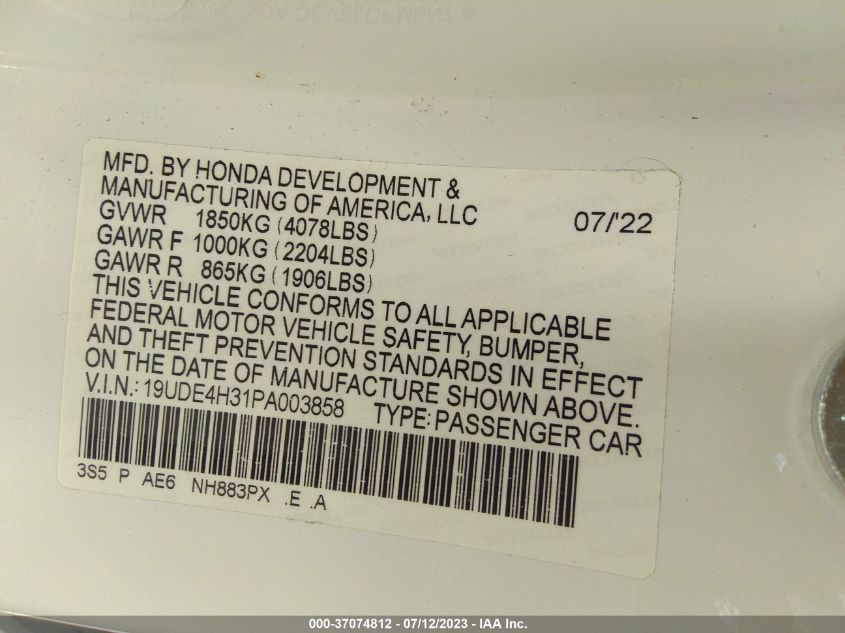 MFD. BY HONDA DEVELOPMENT &
MANUFACTURING OF AMERICA, LLC 07/'22
GVWR 1850KG (4078LBS)
GAWR F 1000KG (2204LBS)
GAWR R 865KG (1906LBS)
THIS VEHICLE CONFORMS TO ALL APPLICABLE
FEDERAL MOTOR VEHICLE SAFETY, BUMPER,
AND THEFT PREVENTION STANDARDS IN EFFECT
ON THE DATE OF MANUFACTURE SHOWN ABOVE.
V.I.N.: 19UDE4H31PA003858 TYPE: PASSENGER CAR
3S5 P AE6 NH883PX .E .A
000-37074812 - 07/12/2023 - IAA Inc.